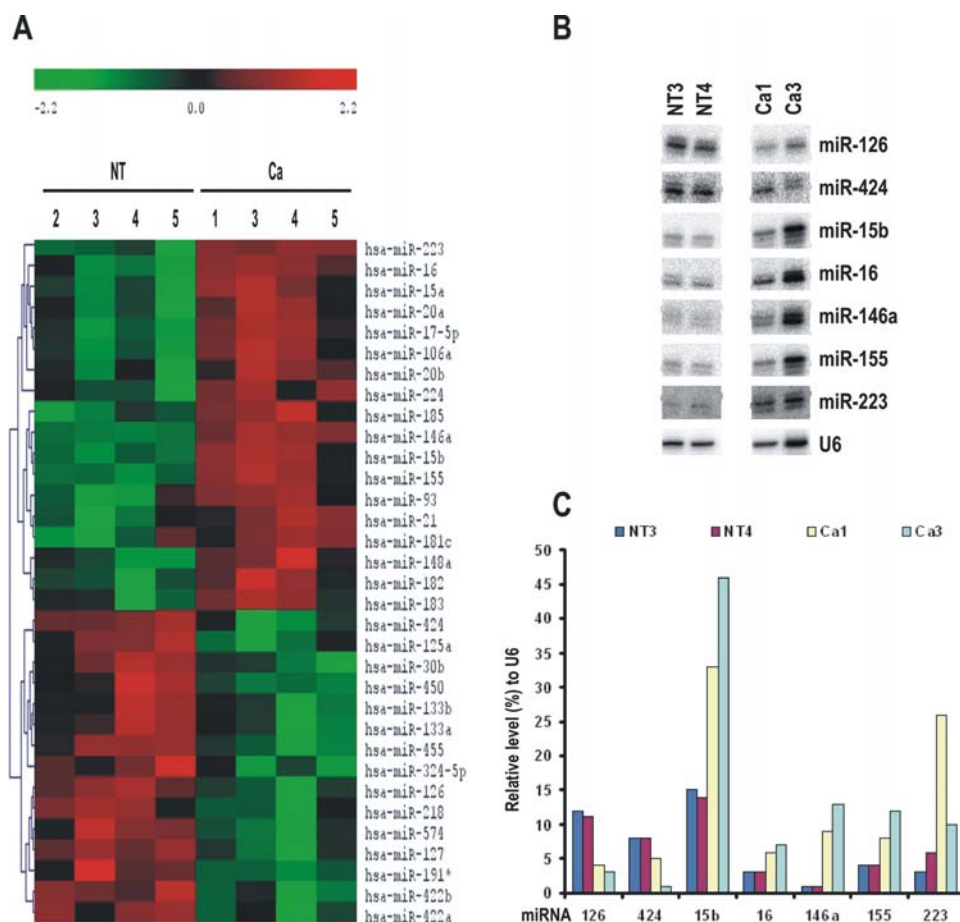 A
-2.2 0.0 2.2
NT Ca
2 3 4 5 1 3 4 5
hsa-miR-223
hsa-miR-16
hsa-miR-15a
hsa-miR-20a
hsa-miR-17-5p
hsa-miR-106a
hsa-miR-20b
hsa-miR-224
hsa-miR-185
hsa-miR-146a
hsa-miR-15b
hsa-miR-155
hsa-miR-93
hsa-miR-21
hsa-miR-181c
hsa-miR-148a
hsa-miR-182
hsa-miR-183
hsa-miR-424
hsa-miR-125a
hsa-miR-30b
hsa-miR-450
hsa-miR-133b
hsa-miR-133a
hsa-miR-455
hsa-miR-324-5p
hsa-miR-126
hsa-miR-218
hsa-miR-574
hsa-miR-127
hsa-miR-191*
hsa-miR-422b
hsa-miR-422a
B
NT3 NT4 Ca1 Ca3
miR-126
miR-424
miR-15b
miR-16
miR-146a
miR-155
miR-223
U6
C
NT3 NT4 Ca1 Ca3
Relative level (%) to U6
50
45
40
35
30
25
20
15
10
5
0
miRNA 126 424 15b 16 146a 155 223